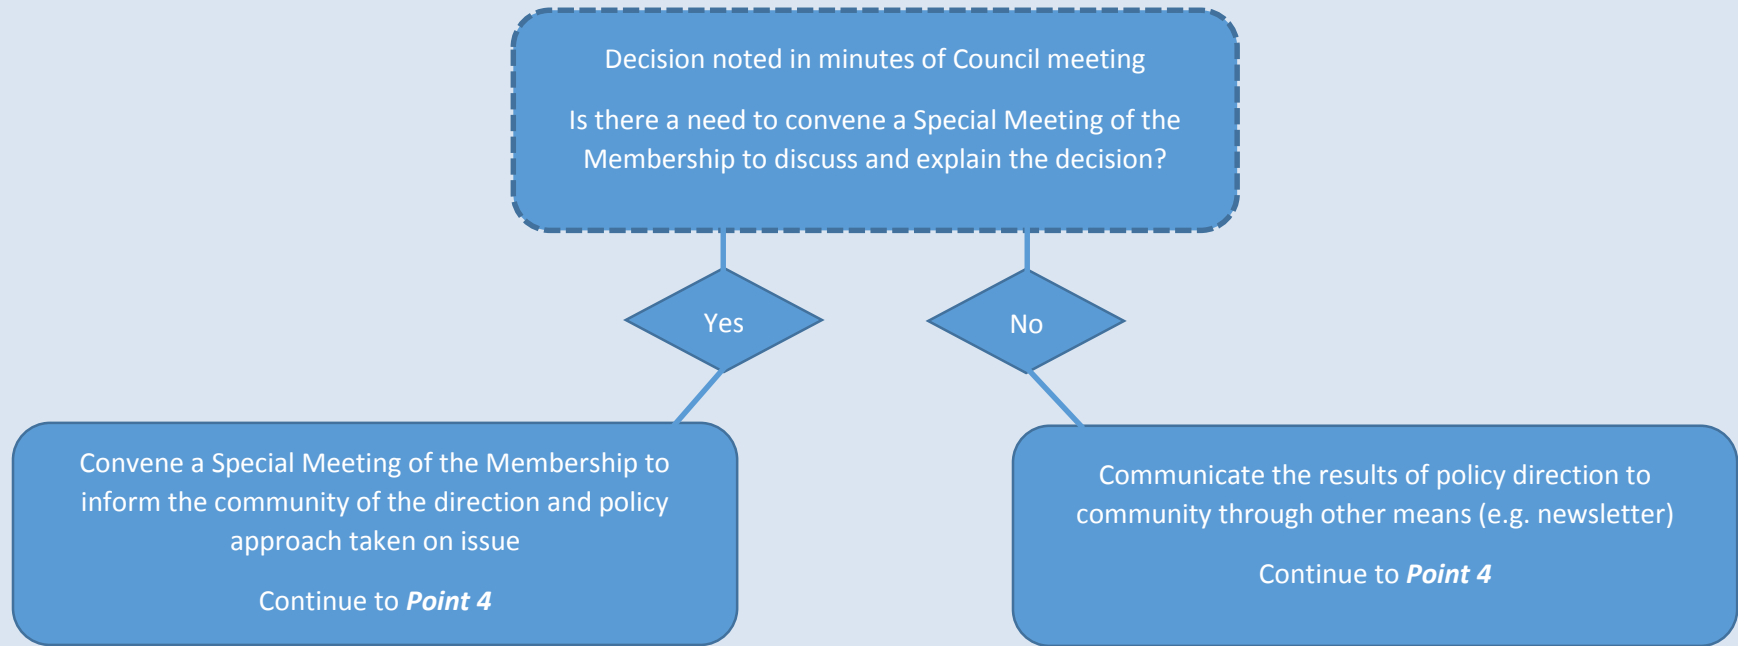 Decision noted in minutes of Council meeting
Is there a need to convene a Special Meeting of the
Membership to discuss and explain the decision?
Yes
No
Convene a Special Meeting of the Membership to
inform the community of the direction and policy
approach taken on issue
Continue to Point 4
Communicate the results of policy direction to
community through other means (e.g. newsletter)
Continue to Point 4